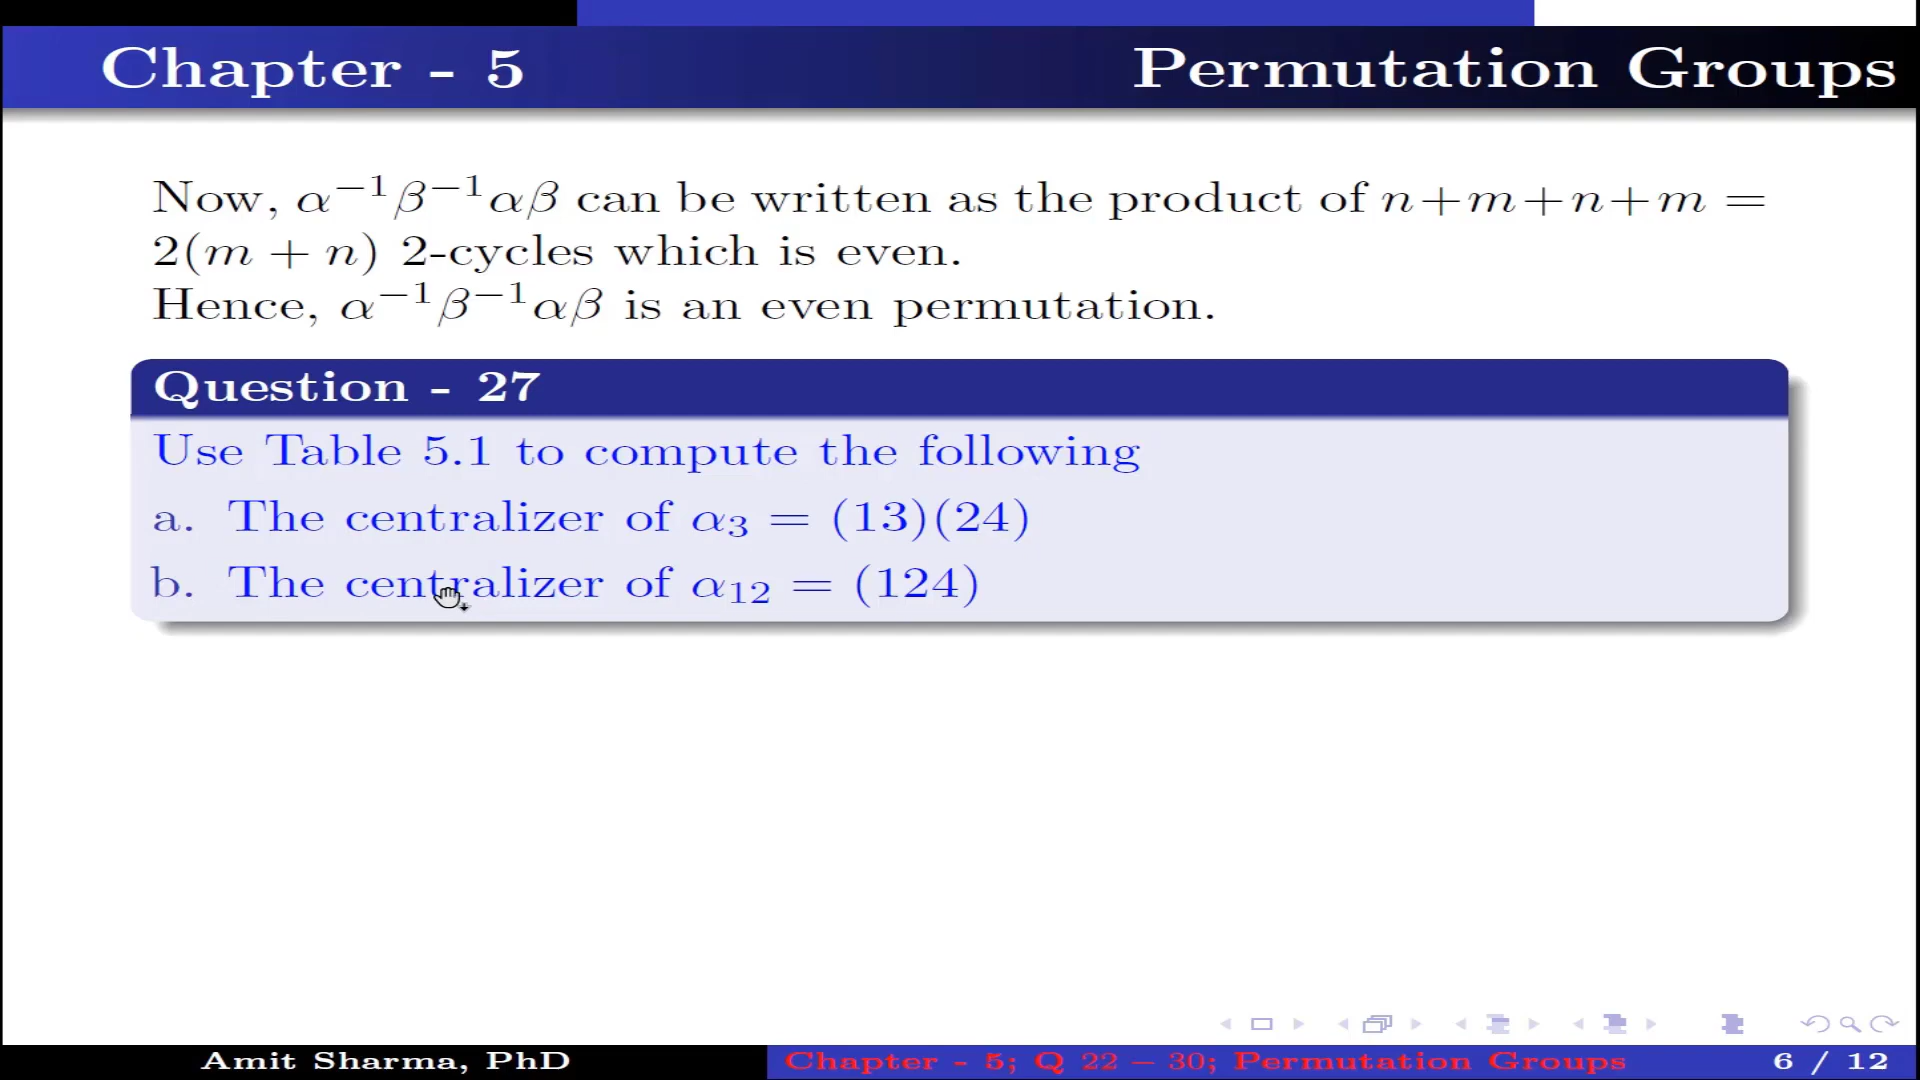 Chapter - 5 Permutation Groups
Now, α⁻¹β⁻¹αβ can be written as the product of n+m+n+m =
2(m + n) 2-cycles which is even.
Hence, α⁻¹β⁻¹αβ is an even permutation.
Question - 27
Use Table 5.1 to compute the following
a. The centralizer of α₃ = (13)(24)
b. The centralizer of α₁₂ = (124)
Amit Sharma, PhD Chapter - 5; Q 22 – 30; Permutation Groups 6 / 12